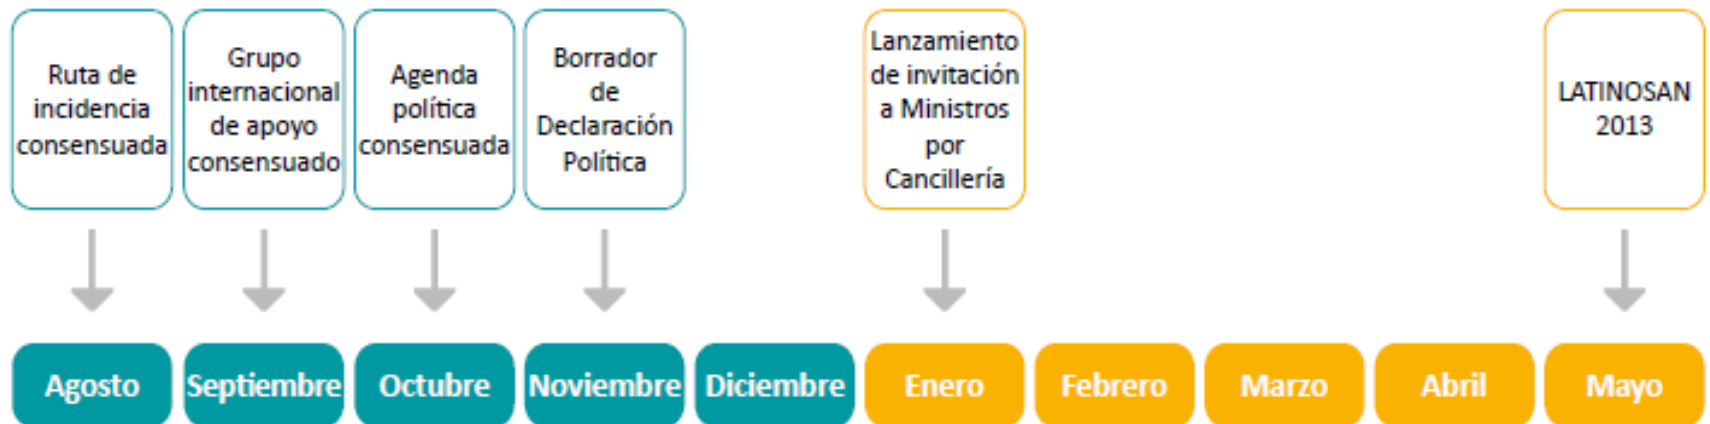 Ruta de
incidencia
consensuada
Grupo
internacional
de apoyo
consensuado
Agenda
política
consensuada
Borrador
de
Declaración
Política
Lanzamiento
de invitación
a Ministros
por
Cancillería
LATINOSAN
2013
Agosto
Septiembre
Octubre
Noviembre
Diciembre
Enero
Febrero
Marzo
Abril
Mayo